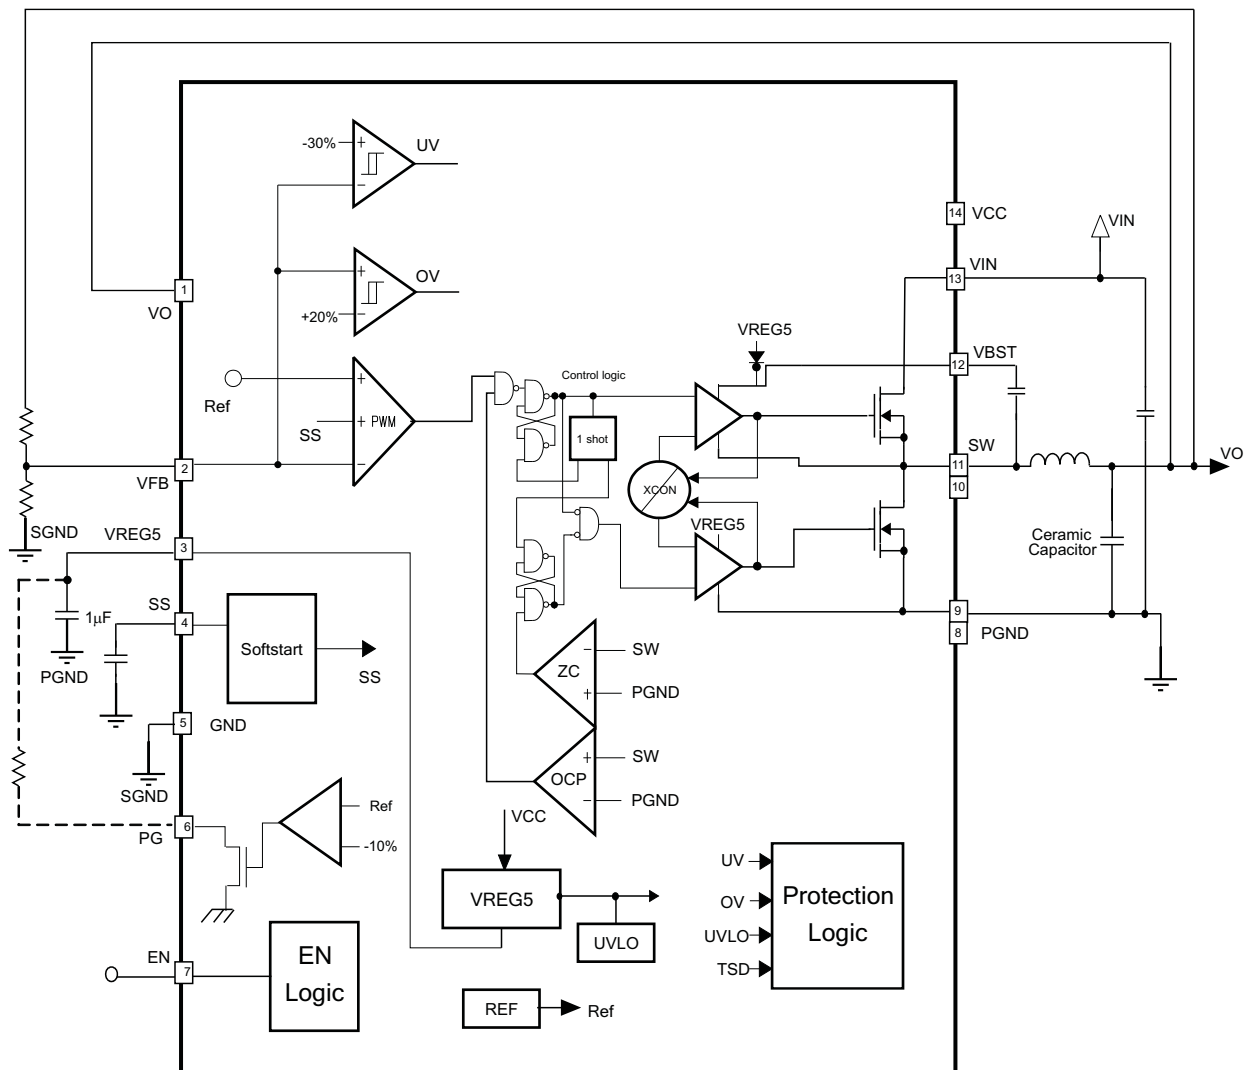 -30%
+
UV
−
14
VCC
VIN
+
OV
VIN
13
1
+20%
−
VO
VREG5
VBST
12
Control logic
+
Ref
SS
+
PWM
1 shot
SW
−
11
VO
2
VFB
XCON
10
SGND
VREG5
VREG5
Ceramic
Capacitor
3
SS
1µF
9
4
8
PGND
Softstart
−
SW
ZC
PGND
SS
+
PGND
5
GND
+
SW
OCP
SGND
−
PGND
Ref
VCC
6
PG
-10%
UV
Protection
Logic
VREG5
OV
UVLO
UVLO
EN
EN
Logic
7
TSD
REF
Ref